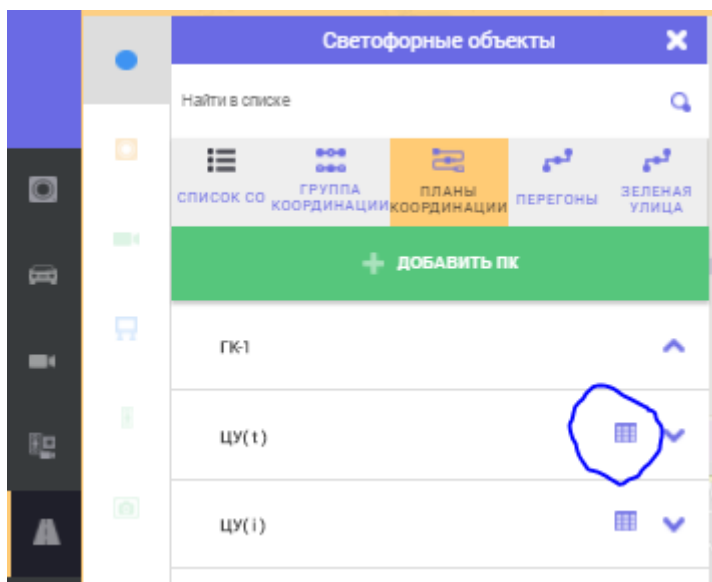 Светофорные объекты
Найти в списке
СПИСОК СО
ГРУППА
КООРДИНАЦИИ
ПЛАНЫ
КООРДИНАЦИИ
ПЕРЕГОНЫ
ЗЕЛЕНАЯ
УЛИЦА
ДОБАВИТЬ ПК
ГК-1
ЦУ(t)
ЦУ(i)